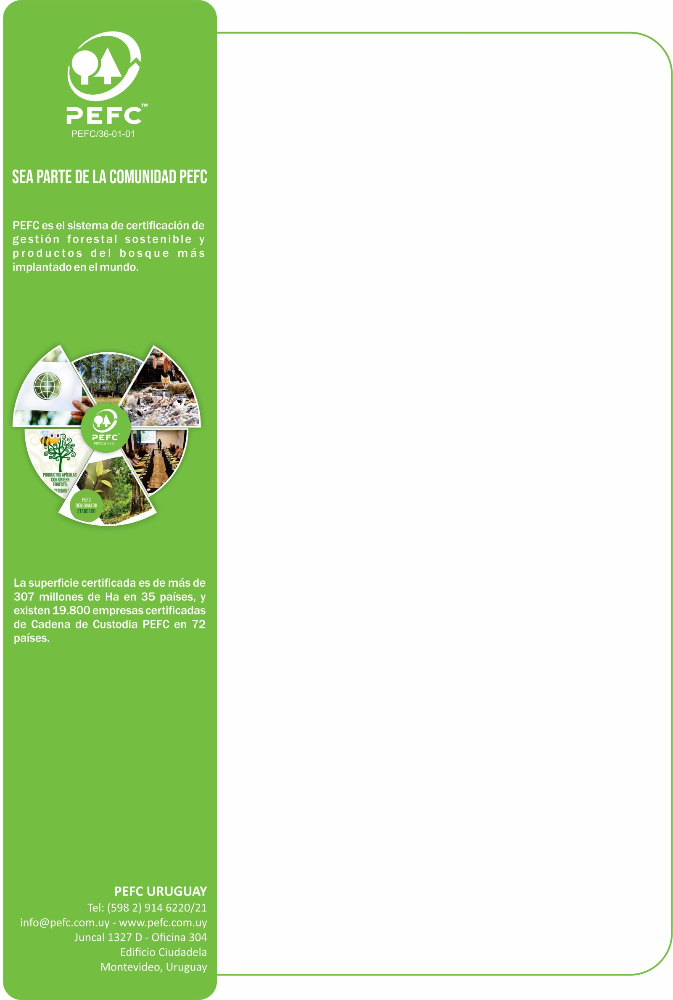 PEFC™
PEFC/36-01-01
SEA PARTE DE LA COMUNIDAD PEFC
PEFC es el sistema de certificación de
gestión forestal sostenible y
productos del bosque más
implantado en el mundo.
PEFC™
PEFC/36-01-01
PRODUCTOS APÍCOLAS
CON ORIGEN
FORESTAL
PEFC
BENCHMARK
STANDARD
La superficie certificada es de más de
307 millones de Ha en 35 países, y
existen 19.800 empresas certificadas
de Cadena de Custodia PEFC en 72
países.
PEFC URUGUAY
Tel: (598 2) 914 6220/21
info@pefc.com.uy - www.pefc.com.uy
Juncal 1327 D - Oficina 304
Edificio Ciudadela
Montevideo, Uruguay